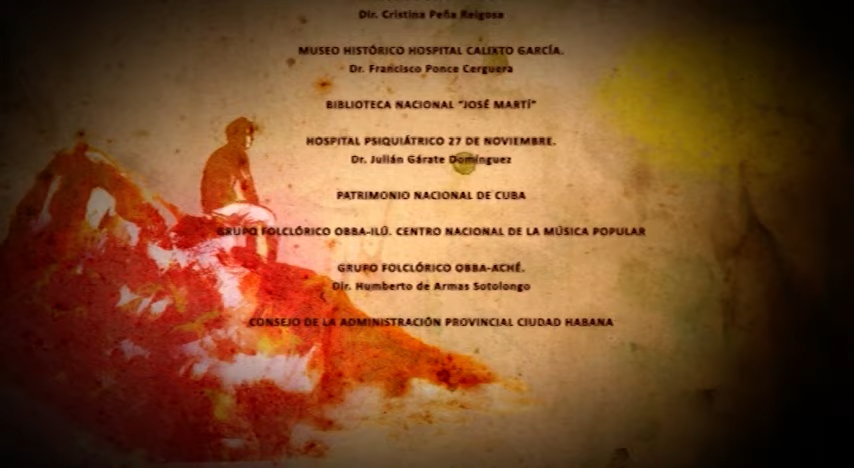 Dir. Cristina Peña Reigosa
MUSEO HISTÓRICO HOSPITAL CALIXTO GARCÍA.
Dr. Francisco Ponce Cerguera
BIBLIOTECA NACIONAL "JOSÉ MARTÍ"
HOSPITAL PSIQUIÁTRICO 27 DE NOVIEMBRE.
Dr. Julián Gárate Domínguez
PATRIMONIO NACIONAL DE CUBA
GRUPO FOLCLÓRICO OBBA-ILÚ. CENTRO NACIONAL DE LA MÚSICA POPULAR
GRUPO FOLCLÓRICO OBBA-ACHÉ.
Dir. Humberto de Armas Sotolongo
CONSEJO DE LA ADMINISTRACIÓN PROVINCIAL CIUDAD HABANA